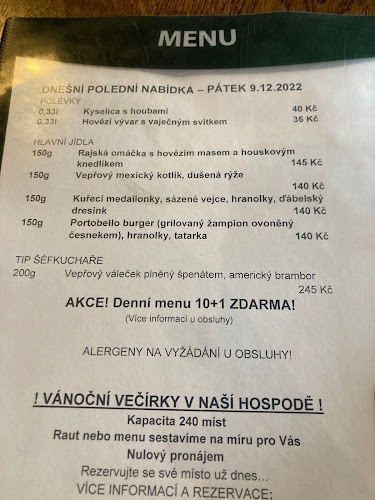 MENU
DNEŠNÍ POLEDNÍ NABÍDKA – PÁTEK 9.12.2022
POLÉVKY
0,33l Kyselica s houbami 40 Kč
0,33l Hovězí vývar s vaječným svítkem 35 Kč
HLAVNÍ JÍDLA
150g Rajská omáčka s hovězím masem a houskovým
knedlíkem 145 Kč
150g Vepřový mexický kotlík, dušená rýže
140 Kč
150g Kuřecí medailonky, sázené vejce, hranolky, ďábelský
dresink 140 Kč
150g Portobello burger (grilovaný žampion ovoněný
česnekem), hranolky, tatarka 140 Kč
TIP ŠÉFKUCHAŘE
200g Vepřový váleček plněný špenátem, americký brambor
245 Kč
AKCE! Denní menu 10+1 ZDARMA!
(Více informací u obsluhy)
ALERGENY NA VYŽÁDÁNÍ U OBSLUHY!
! VÁNOČNÍ VEČÍRKY V NAŠÍ HOSPODĚ !
Kapacita 240 míst
Raut nebo menu sestavíme na míru pro Vás
Nulový pronájem
Rezervujte se své místo už dnes...
VÍCE INFORMACÍ A REZERVACE: